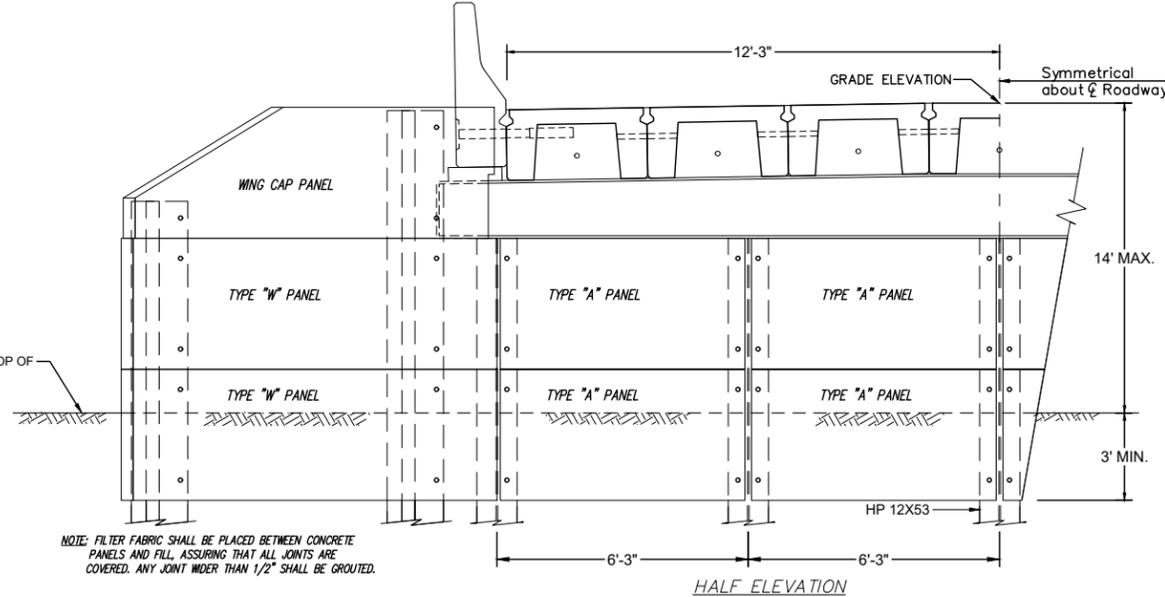 12'-3"
GRADE ELEVATION
Symmetrical
about ℄ Roadway
WING CAP PANEL
14' MAX.
TYPE "W" PANEL
TYPE "A" PANEL
TYPE "A" PANEL
OP OF
TYPE "W" PANEL
TYPE "A" PANEL
TYPE "A" PANEL
3' MIN.
HP 12X53
NOTE: FILTER FABRIC SHALL BE PLACED BETWEEN CONCRETE
PANELS AND FILL, ASSURING THAT ALL JOINTS ARE
COVERED. ANY JOINT WIDER THAN 1/2" SHALL BE GROUTED.
6'-3"
6'-3"
HALF ELEVATION